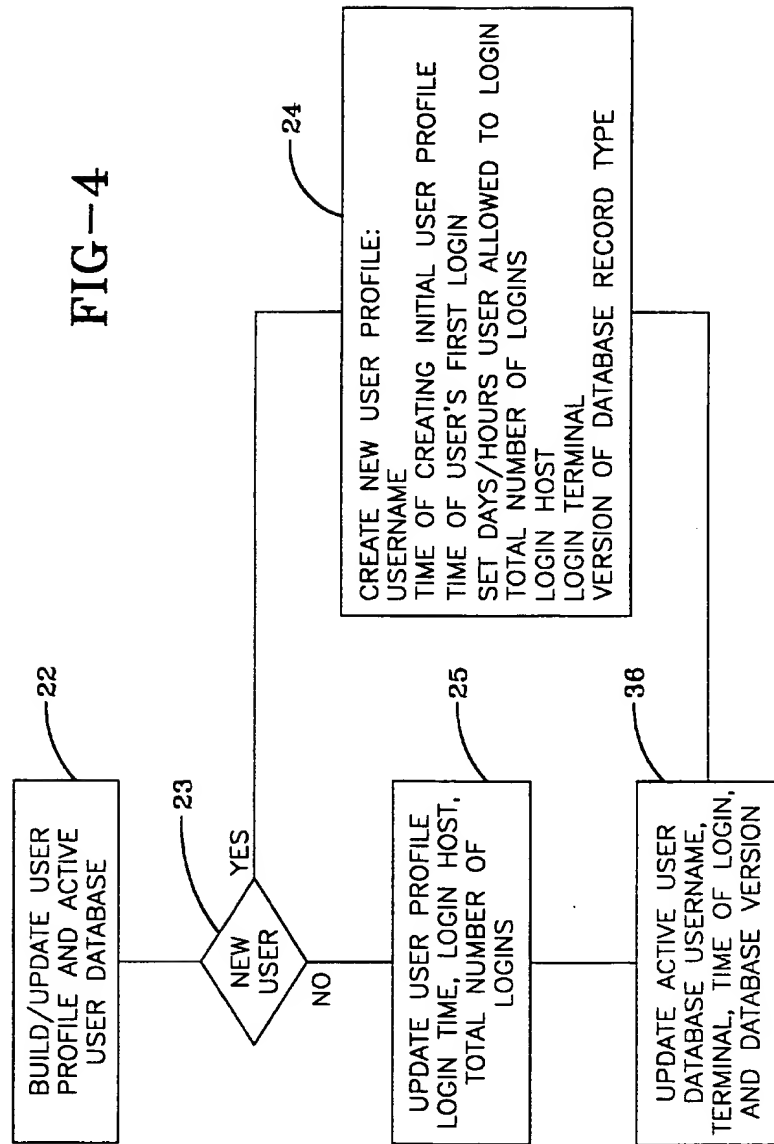 FIG-4
22
BUILD/UPDATE USER
PROFILE AND ACTIVE
USER DATABASE
23
NEW
USER
YES
NO
24
CREATE NEW USER PROFILE:
USERNAME
TIME OF CREATING INITIAL USER PROFILE
TIME OF USER'S FIRST LOGIN
SET DAYS/HOURS USER ALLOWED TO LOGIN
TOTAL NUMBER OF LOGINS
LOGIN HOST
LOGIN TERMINAL
VERSION OF DATABASE RECORD TYPE
25
UPDATE USER PROFILE
LOGIN TIME, LOGIN HOST,
TOTAL NUMBER OF
LOGINS
36
UPDATE ACTIVE USER
DATABASE USERNAME,
TERMINAL, TIME OF LOGIN,
AND DATABASE VERSION